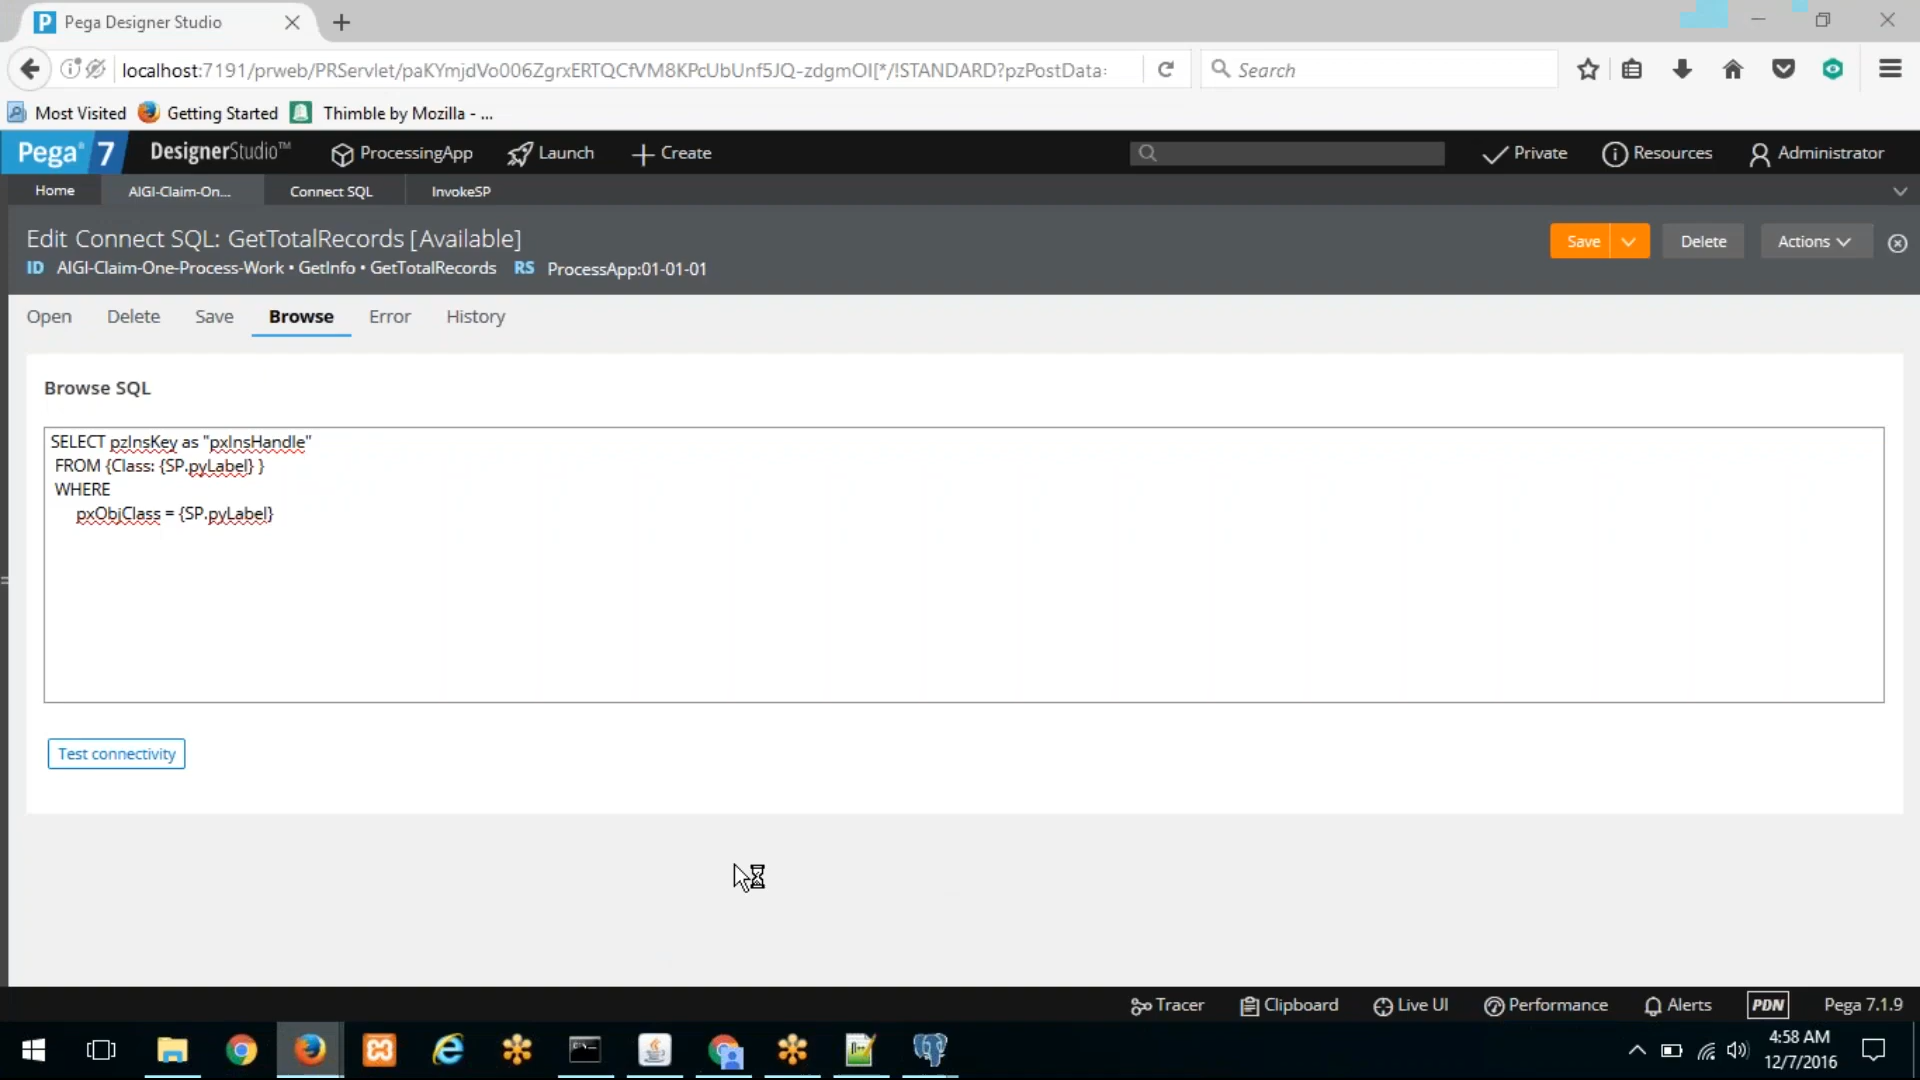 Pega Designer Studio
localhost:7191/prweb/PRServlet/paKYmjdVo006ZgrxERTQCfVM8KPcUbUnf5JQ-zdgmOI[*/!STANDARD?pzPostData:
Search
Most Visited
Getting Started
Thimble by Mozilla - ...
Pega 7
DesignerStudio™
ProcessingApp
Launch
Create
Private
Resources
Administrator
Home
AIGI-Claim-On...
Connect SQL
InvokeSP
Edit Connect SQL: GetTotalRecords [Available]
Save
Delete
Actions
ID AIGI-Claim-One-Process-Work • GetInfo • GetTotalRecords RS ProcessApp:01-01-01
Open
Delete
Save
Browse
Error
History
Browse SQL
SELECT pzInsKey as "pxInsHandle"
FROM {Class: {SP.pyLabel} }
WHERE
pxObjClass = {SP.pyLabel}
Test connectivity
Tracer
Clipboard
Live UI
Performance
Alerts
PDN
Pega 7.1.9
4:58 AM
12/7/2016